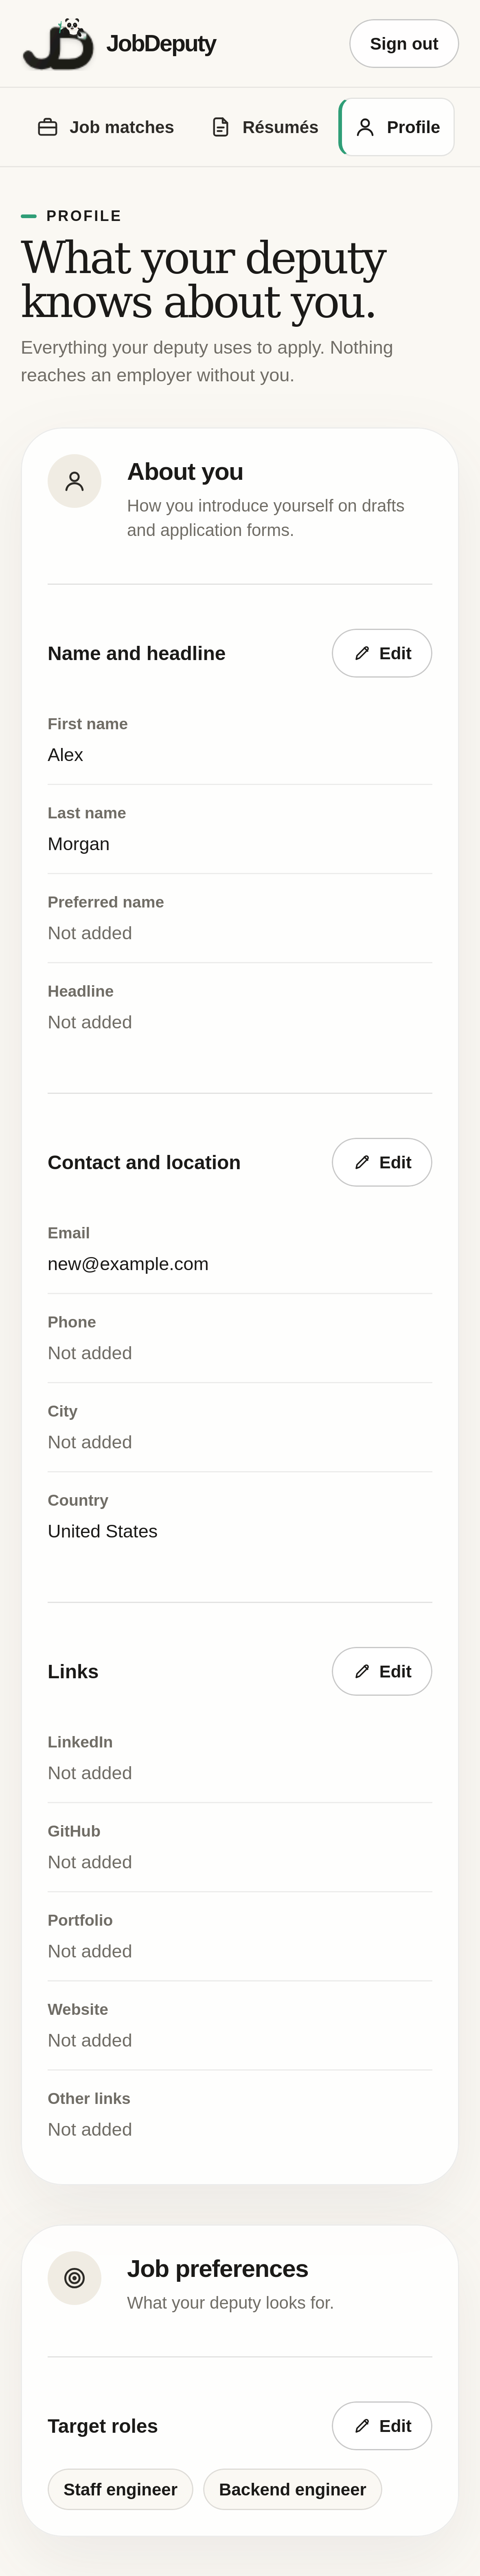 JobDeputy
Sign out
Job matches
Résumés
Profile
PROFILE
What your deputy
knows about you.
Everything your deputy uses to apply. Nothing
reaches an employer without you.
About you
How you introduce yourself on drafts
and application forms.
Name and headline
Edit
First name
Alex
Last name
Morgan
Preferred name
Not added
Headline
Not added
Contact and location
Edit
Email
new@example.com
Phone
Not added
City
Not added
Country
United States
Links
Edit
LinkedIn
Not added
GitHub
Not added
Portfolio
Not added
Website
Not added
Other links
Not added
Job preferences
What your deputy looks for.
Target roles
Edit
Staff engineer
Backend engineer